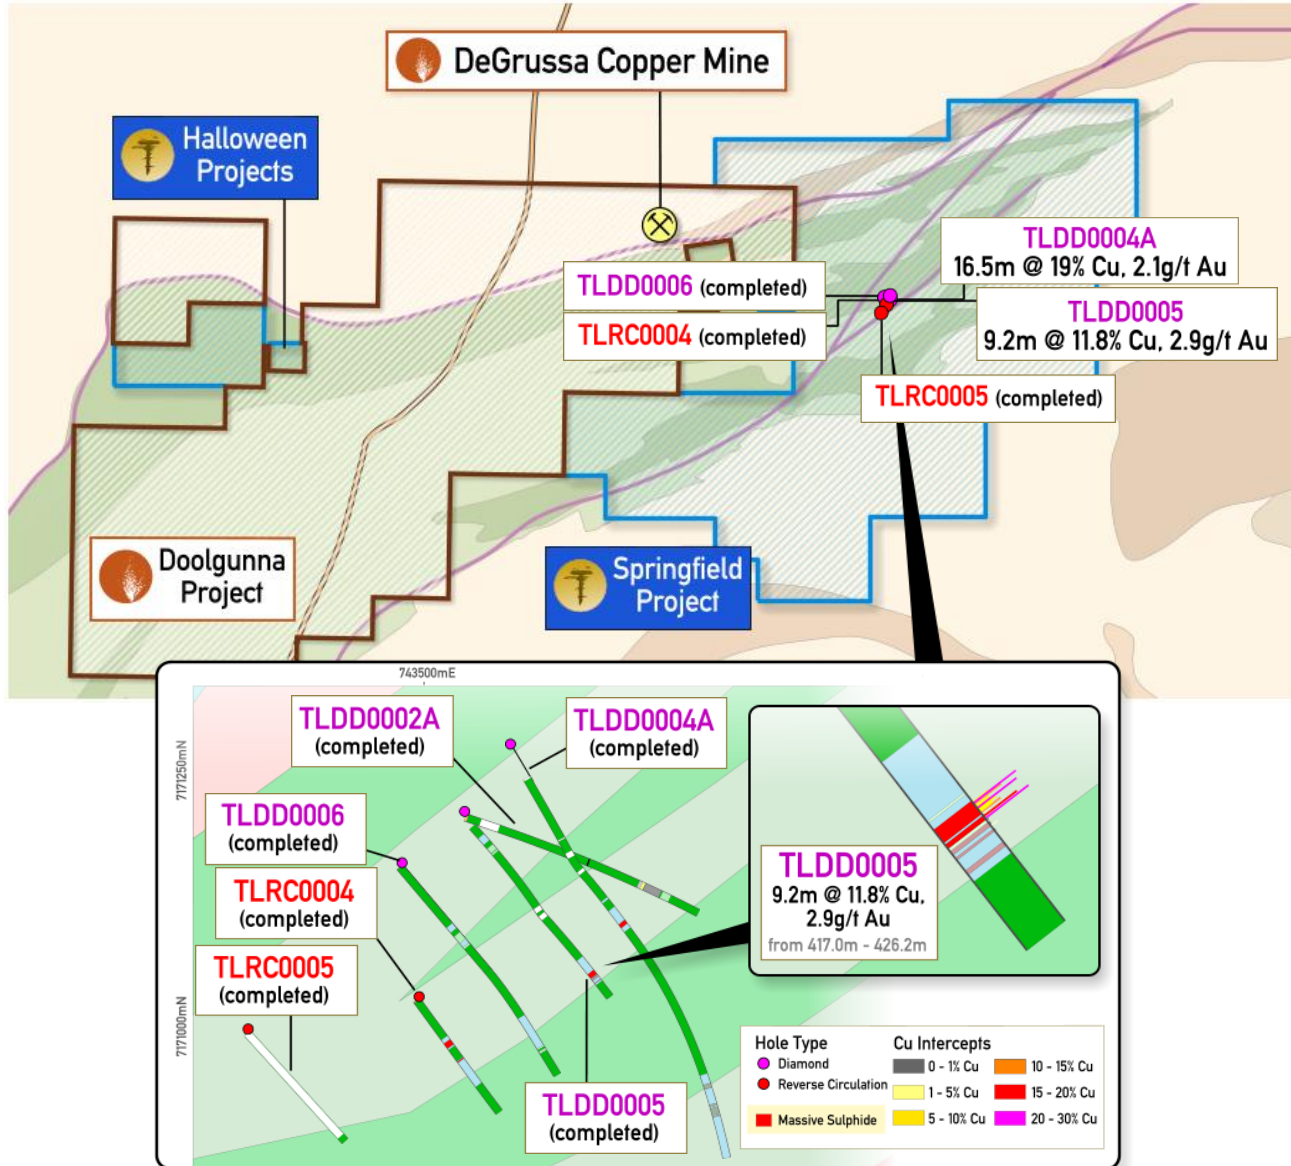 DeGrussa Copper Mine
Halloween
Projects
TLDD0004A
16.5m @ 19% Cu, 2.1g/t Au
TLDD0006 (completed)
TLRC0004 (completed)
TLDD0005
9.2m @ 11.8% Cu, 2.9g/t Au
TLRC0005 (completed)
Doolgunna
Project
Springfield
Project
743500mE
7171250mN
7171000mN
TLDD0002A
(completed)
TLDD0004A
(completed)
TLDD0006
(completed)
TLRC0004
(completed)
TLRC0005
(completed)
TLDD0005
(completed)
TLDD0005
9.2m @ 11.8% Cu,
2.9g/t Au
from 417.0m - 426.2m
Hole Type
Diamond
Reverse Circulation
Massive Sulphide
Cu Intercepts
0 - 1% Cu
1 - 5% Cu
5 - 10% Cu
10 - 15% Cu
15 - 20% Cu
20 - 30% Cu